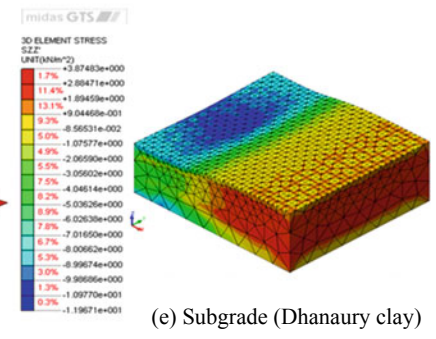 midas GTS
3D ELEMENT STRESS
SZZ'
UNIT(kN/m^2)
+3.87483e+000
1.7%
+2.88471e+000
11.4%
+1.89459e+000
13.1%
+9.04468e-001
9.3%
-8.56531e-002
5.0%
-1.07577e+000
4.9%
-2.06590e+000
5.5%
-3.05602e+000
7.5%
-4.04614e+000
8.2%
-5.03626e+000
8.9%
-6.02638e+000
7.8%
-7.01650e+000
6.7%
-8.00662e+000
5.3%
-8.99674e+000
3.0%
-9.98686e+000
1.3%
-1.09770e+001
0.3%
-1.19671e+001
(e) Subgrade (Dhanaury clay)